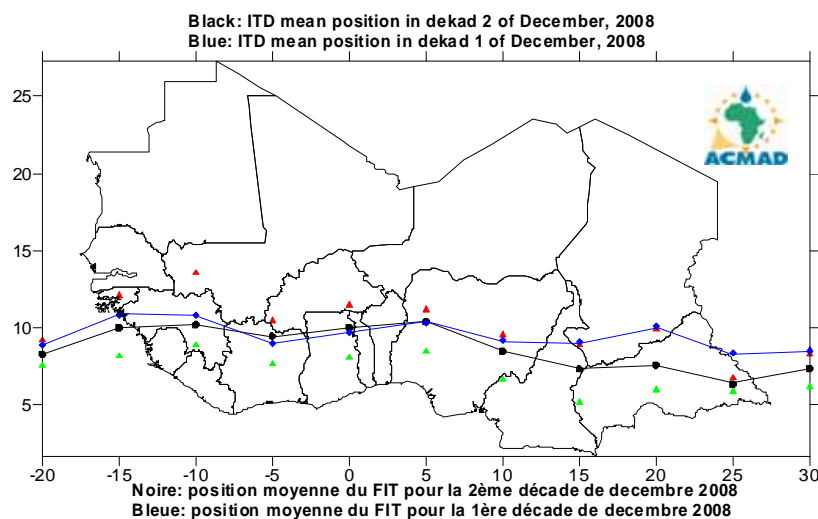 Black: ITD mean position in dekad 2 of December, 2008
Blue: ITD mean position in dekad 1 of December, 2008
25
20
15
10
5
ACMAD
-20 -15 -10 -5 0 5 10 15 20 25 30
Noire: position moyenne du FIT pour la 2ème décade de decembre 2008
Bleue: position moyenne du FIT pour la 1ère décade de decembre 2008